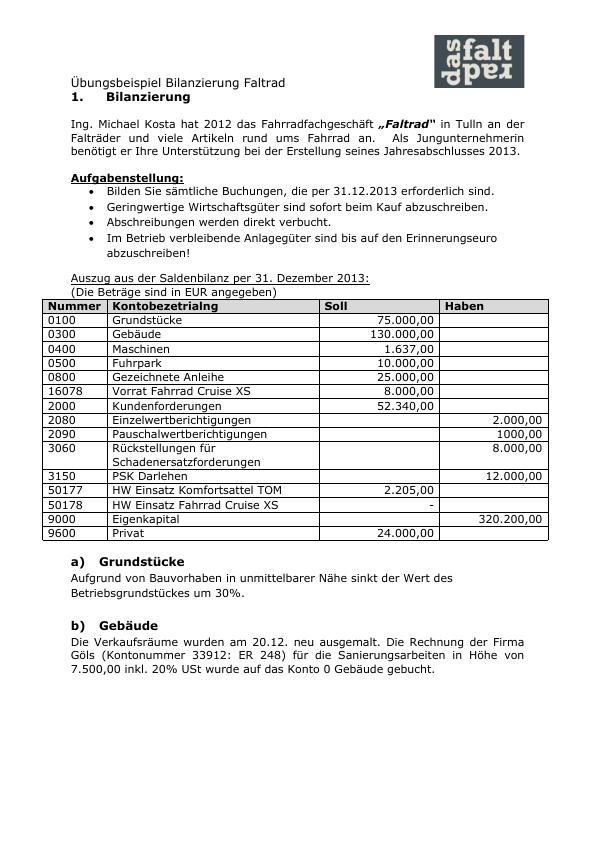 das falt rad
Übungsbeispiel Bilanzierung Faltrad
1. Bilanzierung
Ing. Michael Kosta hat 2012 das Fahrradfachgeschäft „Faltrad“ in Tulln an der
Falträder und viele Artikeln rund ums Fahrrad an. Als Jungunternehmerin
benötigt er Ihre Unterstützung bei der Erstellung seines Jahresabschlusses 2013.
Aufgabenstellung:
• Bilden Sie sämtliche Buchungen, die per 31.12.2013 erforderlich sind.
• Geringwertige Wirtschaftsgüter sind sofort beim Kauf abzuschreiben.
• Abschreibungen werden direkt verbucht.
• Im Betrieb verbleibende Anlagegüter sind bis auf den Erinnerungseuro
abzuschreiben!
Auszug aus der Saldenbilanz per 31. Dezember 2013:
(Die Beträge sind in EUR angegeben)
Nummer Kontobezetrialng Soll Haben
0100 Grundstücke 75.000,00
0300 Gebäude 130.000,00
0400 Maschinen 1.637,00
0500 Fuhrpark 10.000,00
0800 Gezeichnete Anleihe 25.000,00
16078 Vorrat Fahrrad Cruise XS 8.000,00
2000 Kundenforderungen 52.340,00
2080 Einzelwertberichtigungen 2.000,00
2090 Pauschalwertberichtigungen 1000,00
3060 Rückstellungen für 8.000,00
Schadenersatzforderungen
3150 PSK Darlehen 12.000,00
50177 HW Einsatz Komfortsattel TOM 2.205,00
50178 HW Einsatz Fahrrad Cruise XS -
9000 Eigenkapital 320.200,00
9600 Privat 24.000,00
a) Grundstücke
Aufgrund von Bauvorhaben in unmittelbarer Nähe sinkt der Wert des
Betriebsgrundstückes um 30%.
b) Gebäude
Die Verkaufsräume wurden am 20.12. neu ausgemalt. Die Rechnung der Firma
Göls (Kontonummer 33912: ER 248) für die Sanierungsarbeiten in Höhe von
7.500,00 inkl. 20% USt wurde auf das Konto 0 Gebäude gebucht.